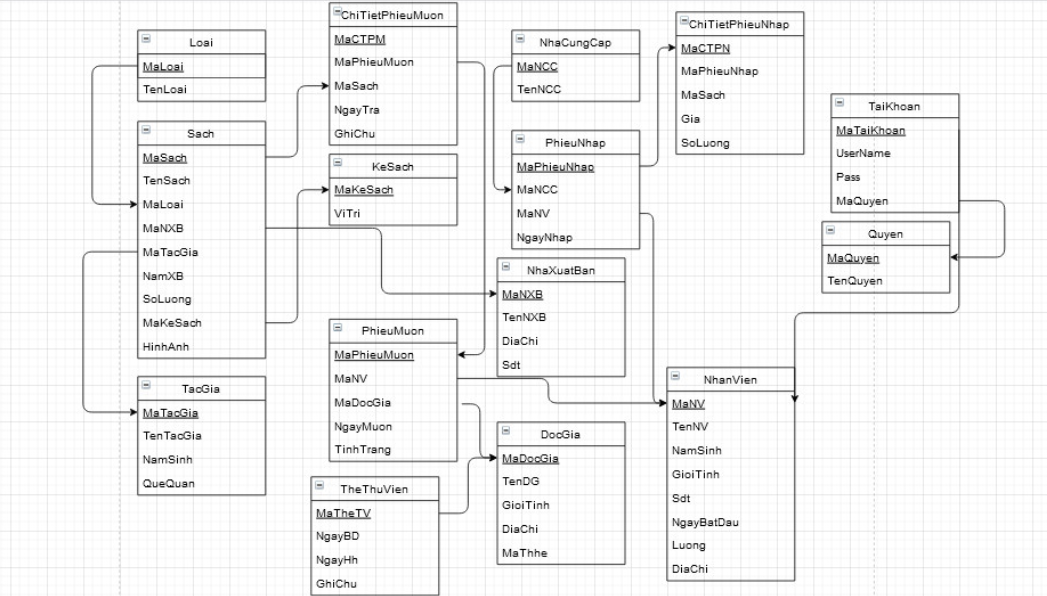 Loai
MaLoai
TenLoai
Sach
MaSach
TenSach
MaLoai
MaNXB
MaTacGia
NamXB
SoLuong
MaKeSach
HinhAnh
TacGia
MaTacGia
TenTacGia
NamSinh
QueQuan
ChiTietPhieuMuon
MaCTPM
MaPhieuMuon
MaSach
NgayTra
GhiChu
KeSach
MaKeSach
ViTri
PhieuMuon
MaPhieuMuon
MaNV
MaDocGia
NgayMuon
TinhTrang
TheThuVien
MaTheTV
NgayBD
NgayHh
GhiChu
NhaCungCap
MaNCC
TenNCC
PhieuNhap
MaPhieuNhap
MaNCC
MaNV
NgayNhap
NhaXuatBan
MaNXB
TenNXB
DiaChi
Sdt
DocGia
MaDocGia
TenDG
GioiTinh
DiaChi
MaThhe
ChiTietPhieuNhap
MaCTPN
MaPhieuNhap
MaSach
Gia
SoLuong
NhanVien
MaNV
TenNV
NamSinh
GioiTinh
Sdt
NgayBatDau
Luong
DiaChi
TaiKhoan
MaTaiKhoan
UserName
Pass
MaQuyen
Quyen
MaQuyen
TenQuyen